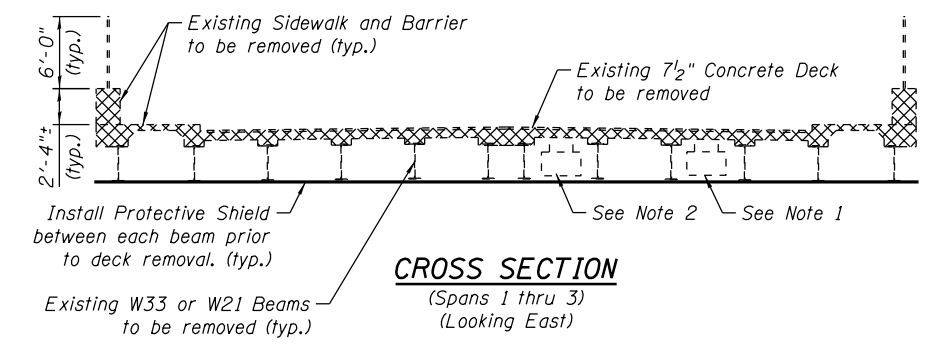 6'-0"
(typ.)
2'-4"±
(typ.)
Existing Sidewalk and Barrier
to be removed (typ.)
Existing 7½" Concrete Deck
to be removed
Install Protective Shield
between each beam prior
to deck removal. (typ.)
See Note 2
See Note 1
Existing W33 or W21 Beams
to be removed (typ.)
CROSS SECTION
(Spans 1 thru 3)
(Looking East)